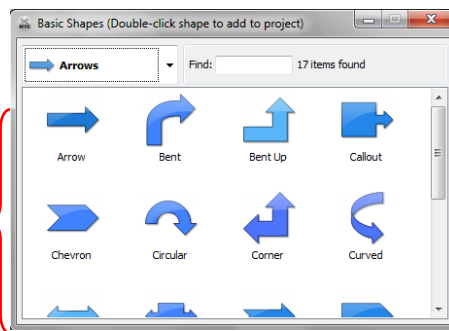 Basic Shapes (Double-click shape to add to project)
Arrows Find: 17 items found
Arrow Bent Bent Up Callout
Chevron Circular Corner Curved